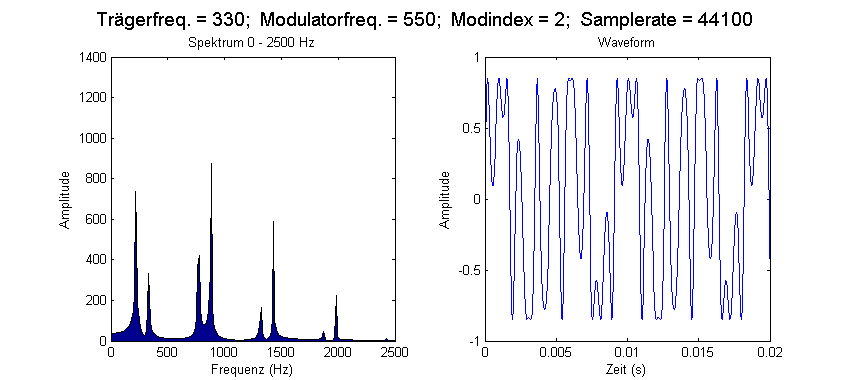 Trägerfreq. = 330; Modulatorfreq. = 550; Modindex = 2; Samplerate = 44100
Spektrum 0 - 2500 Hz
1400
1200
1000
800
600
400
200
0
Amplitude
0 500 1000 1500 2000 2500
Frequenz (Hz)
Waveform
1
0.5
0
-0.5
-1
Amplitude
0 0.005 0.01 0.015 0.02
Zeit (s)